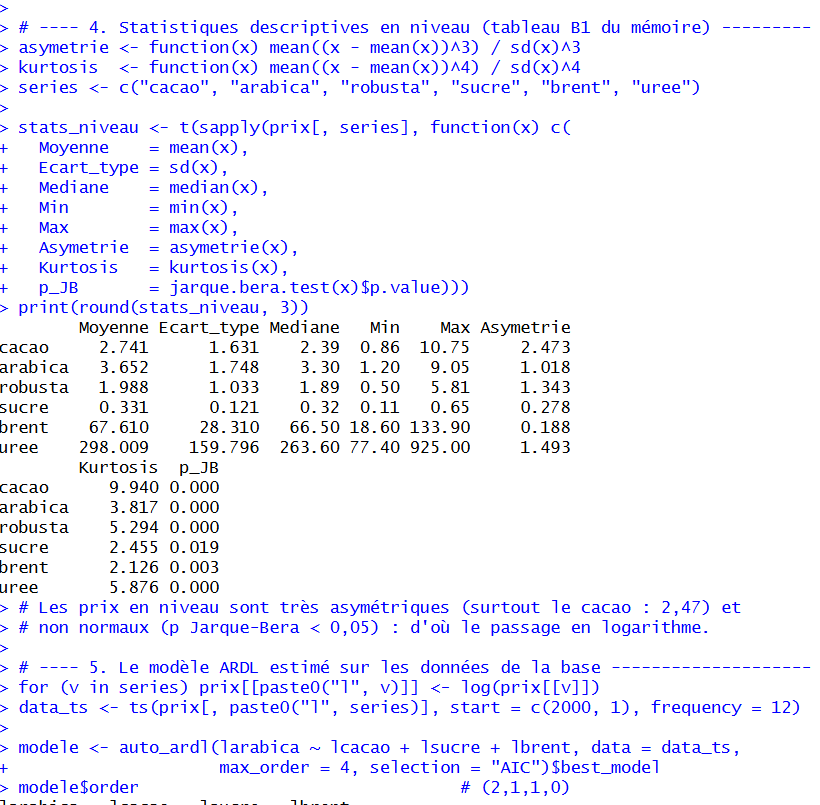 >
> # ---- 4. Statistiques descriptives en niveau (tableau B1 du mémoire) ---------
> asymetrie <- function(x) mean((x - mean(x))^3) / sd(x)^3
> kurtosis  <- function(x) mean((x - mean(x))^4) / sd(x)^4
> series <- c("cacao", "arabica", "robusta", "sucre", "brent", "uree")
>
> stats_niveau <- t(sapply(prix[, series], function(x) c(
+   Moyenne    = mean(x),
+   Ecart_type = sd(x),
+   Mediane    = median(x),
+   Min        = min(x),
+   Max        = max(x),
+   Asymetrie  = asymetrie(x),
+   Kurtosis   = kurtosis(x),
+   p_JB       = jarque.bera.test(x)$p.value)))
> print(round(stats_niveau, 3))
        Moyenne Ecart_type Mediane   Min    Max Asymetrie
cacao     2.741      1.631    2.39  0.86  10.75     2.473
arabica   3.652      1.748    3.30  1.20   9.05     1.018
robusta   1.988      1.033    1.89  0.50   5.81     1.343
sucre     0.331      0.121    0.32  0.11   0.65     0.278
brent    67.610     28.310   66.50 18.60 133.90     0.188
uree    298.009    159.796  263.60 77.40 925.00     1.493
        Kurtosis  p_JB
cacao      9.940 0.000
arabica    3.817 0.000
robusta    5.294 0.000
sucre      2.455 0.019
brent      2.126 0.003
uree       5.876 0.000
> # Les prix en niveau sont très asymétriques (surtout le cacao : 2,47) et
> # non normaux (p Jarque-Bera < 0,05) : d'où le passage en logarithme.
>
> # ---- 5. Le modèle ARDL estimé sur les données de la base --------------------
> for (v in series) prix[[paste0("l", v)]] <- log(prix[[v]])
> data_ts <- ts(prix[, paste0("l", series)], start = c(2000, 1), frequency = 12)
>
> modele <- auto_ardl(larabica ~ lcacao + lsucre + lbrent, data = data_ts,
+                     max_order = 4, selection = "AIC")$best_model
> modele$order                              # (2,1,1,0)
larabica   lcacao   lsucre   lbrent